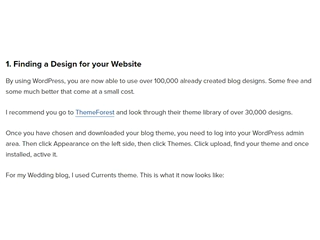 1. Finding a Design for your Website
By using WordPress, you are now able to use over 100,000 already created blog designs. Some free and
some much better that come at a small cost.
I recommend you go to ThemeForest and look through their theme library of over 30,000 designs.
Once you have chosen and downloaded your blog theme, you need to log into your WordPress admin
area. Then click Appearance on the left side, then click Themes. Click upload, find your theme and once
installed, active it.
For my Wedding blog, I used Currents theme. This is what it now looks like: